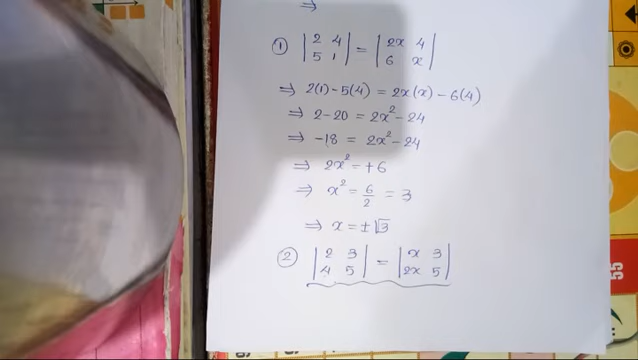 ⇒
① |2 4; 5 1| = |2x 4; 6 x|
⇒ 2(1) - 5(4) = 2x(x) - 6(4)
⇒ 2 - 20 = 2x² - 24
⇒ -18 = 2x² - 24
⇒ 2x² = +6
⇒ x² = 6/2 = 3
⇒ x = ±√3
② |2 3; 4 5| = |x 3; 2x 5|
55